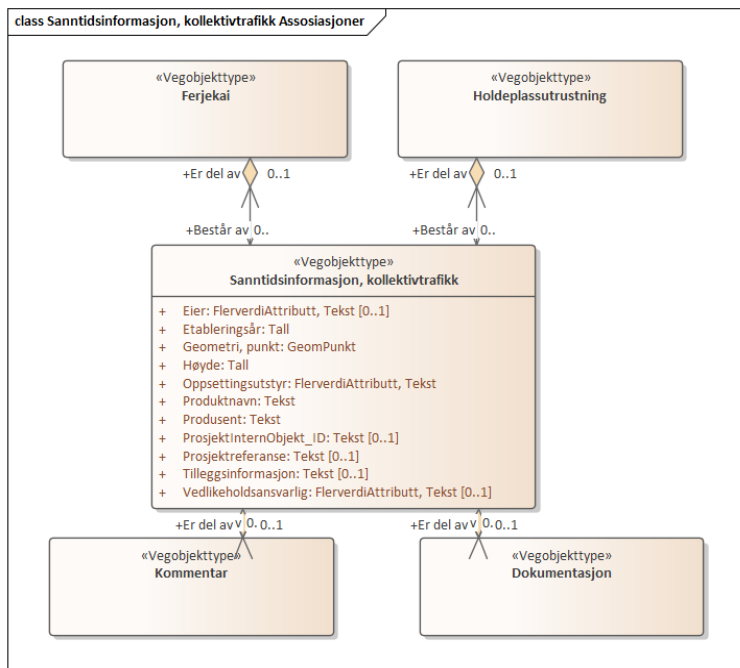 class Sanntidsinformasjon, kollektivtrafikk Assosiasjoner
«Vegobjekttype»
Ferjekai
«Vegobjekttype»
Holdeplassutrustning
+Er del av 0..1
+Er del av 0..1
+Består av 0..
+Består av 0..
«Vegobjekttype»
Sanntidsinformasjon, kollektivtrafikk
+ Eier: FlerverdiAttributt, Tekst [0..1]
+ Etableringsår: Tall
+ Geometri, punkt: GeomPunkt
+ Høyde: Tall
+ Oppsettingsutstyr: FlerverdiAttributt, Tekst
+ Produktnavn: Tekst
+ Produsent: Tekst
+ ProsjektInternObjekt_ID: Tekst [0..1]
+ Prosjektreferanse: Tekst [0..1]
+ Tilleggsinformasjon: Tekst [0..1]
+ Vedlikeholdsansvarlig: FlerverdiAttributt, Tekst [0..1]
+Er del av v 0. 0..1
+Er del av v 0. 0..1
«Vegobjekttype»
Kommentar
«Vegobjekttype»
Dokumentasjon